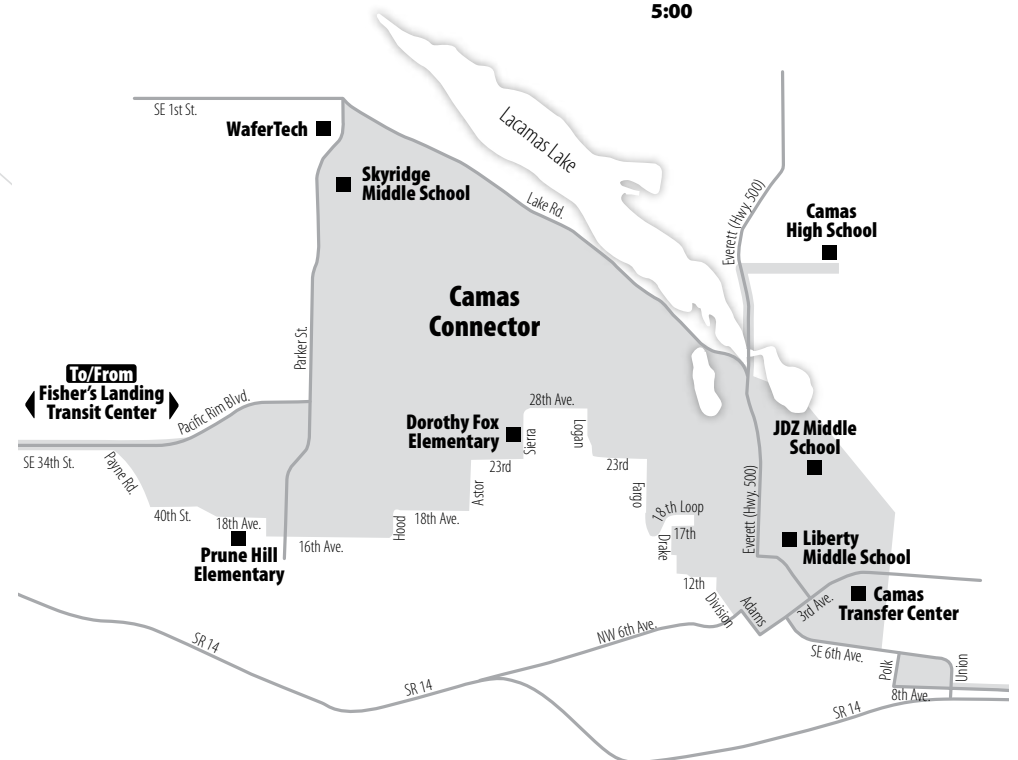 5:00
SE 1st St.
WaferTech
Skyridge
Middle School
Lacamas Lake
Lake Rd.
Everett (Hwy. 500)
Camas
High School
Camas
Connector
Parker St.
To/From
Fisher's Landing
Transit Center
Pacific Rim Blvd.
SE 34th St.
Payne Rd.
40th St.
18th Ave.
Prune Hill
Elementary
16th Ave.
Hood
18th Ave.
Astor
23rd
Dorothy Fox
Elementary
Sierra
28th Ave.
Logan
23rd
Fargo
18th Loop
17th
Drake
12th
Division
Adams
Everett (Hwy. 500)
JDZ Middle
School
Liberty
Middle School
3rd Ave.
Camas
Transfer Center
SE 6th Ave.
Polk
Union
8th Ave.
NW 6th Ave.
SR 14
SR 14
SR 14